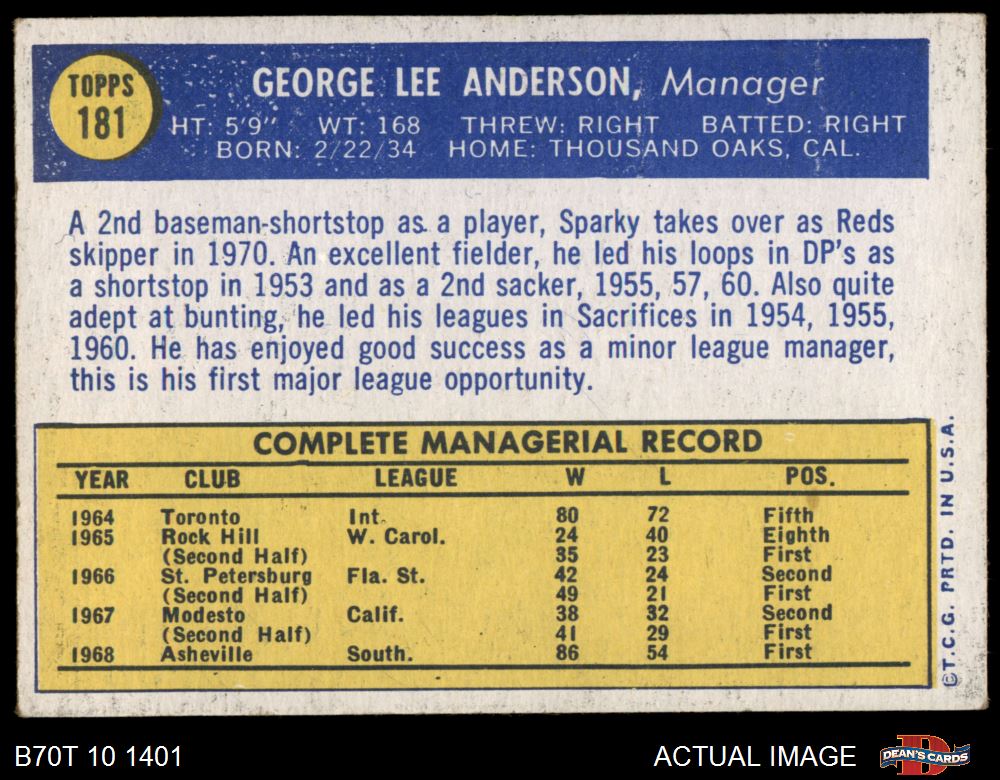 TOPPS
181
GEORGE LEE ANDERSON, Manager
HT: 5'9" WT: 168 THREW: RIGHT BATTED: RIGHT
BORN: 2/22/34 HOME: THOUSAND OAKS, CAL.
A 2nd baseman-shortstop as a player, Sparky takes over as Reds
skipper in 1970. An excellent fielder, he led his loops in DP's as
a shortstop in 1953 and as a 2nd sacker, 1955, 57, 60. Also quite
adept at bunting, he led his leagues in Sacrifices in 1954, 1955,
1960. He has enjoyed good success as a minor league manager,
this is his first major league opportunity.
COMPLETE MANAGERIAL RECORD
YEAR CLUB LEAGUE W L POS.
1964 Toronto Int. 80 72 Fifth
1965 Rock Hill W. Carol. 24 40 Eighth
(Second Half) 35 23 First
1966 St. Petersburg Fla. St. 42 24 Second
(Second Half) 49 21 First
1967 Modesto Calif. 38 32 Second
(Second Half) 41 29 First
1968 Asheville South. 86 54 First
©T.C.G. PRTD. IN U.S.A.
B70T 10 1401
ACTUAL IMAGE
DEAN'S CARDS